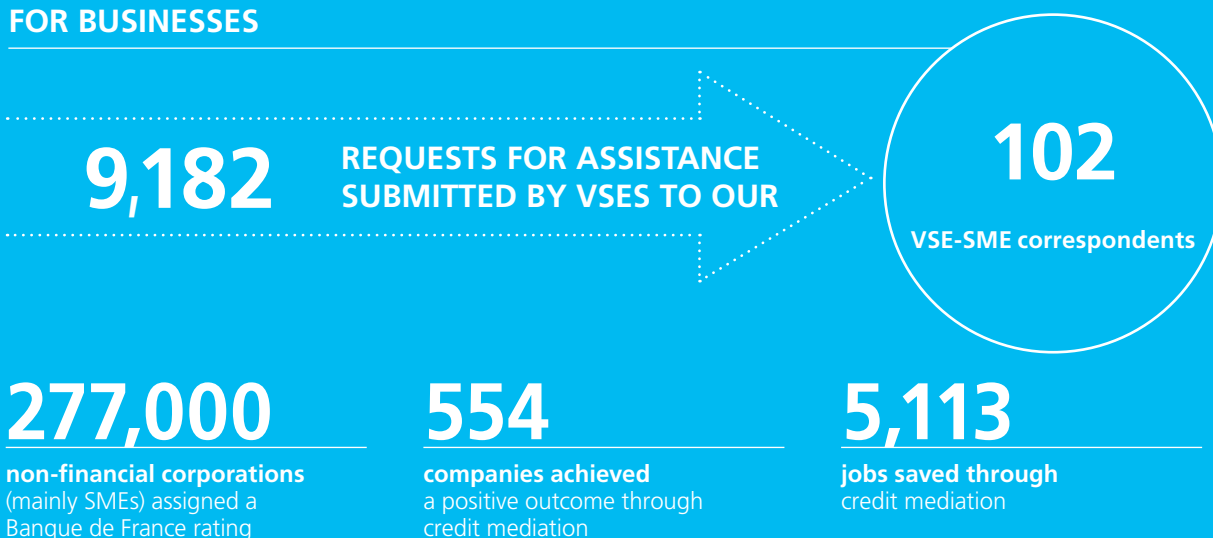 FOR BUSINESSES
9,182
REQUESTS FOR ASSISTANCE
SUBMITTED BY VSES TO OUR
102
VSE-SME correspondents
277,000
non-financial corporations
(mainly SMEs) assigned a
Banque de France rating
554
companies achieved
a positive outcome through
credit mediation
5,113
jobs saved through
credit mediation